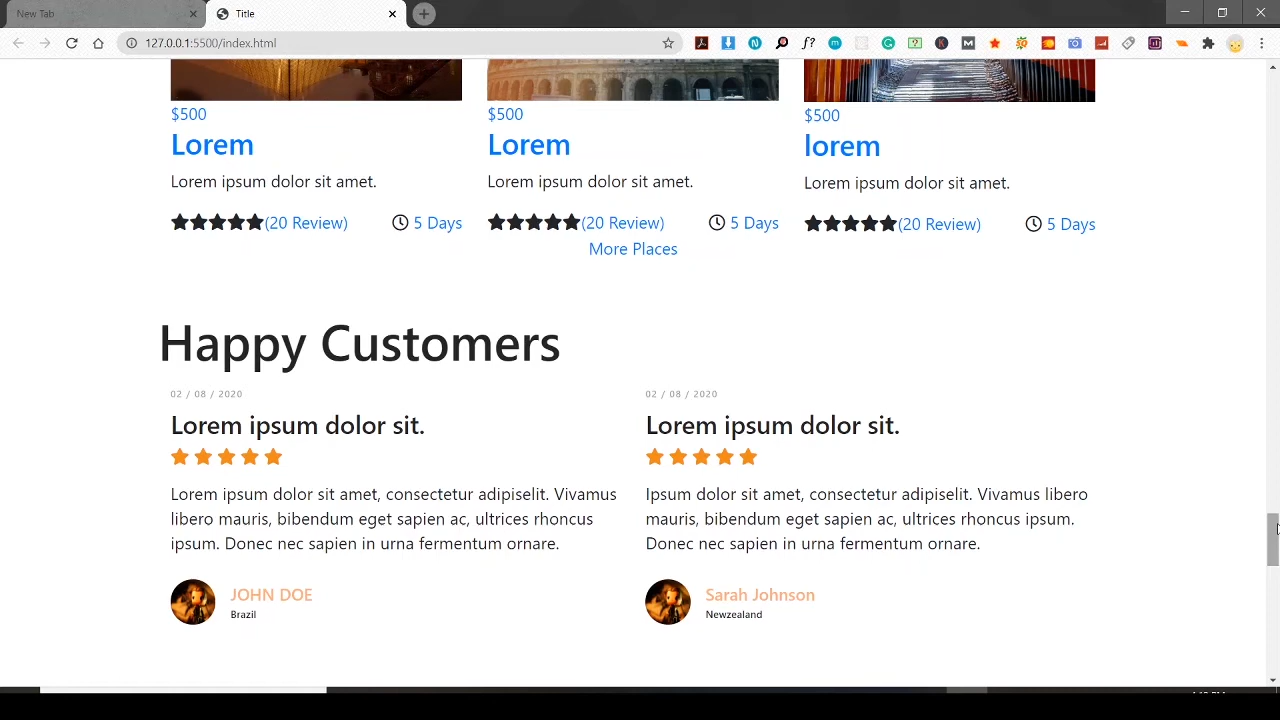 New Tab
Title
127.0.0.1:5500/index.html
f?
$500
Lorem
Lorem ipsum dolor sit amet.
(20 Review)
5 Days
$500
Lorem
Lorem ipsum dolor sit amet.
(20 Review)
5 Days
$500
lorem
Lorem ipsum dolor sit amet.
(20 Review)
5 Days
More Places
Happy Customers
02 / 08 / 2020
Lorem ipsum dolor sit.
Lorem ipsum dolor sit amet, consectetur adipiselit. Vivamus
libero mauris, bibendum eget sapien ac, ultrices rhoncus
ipsum. Donec nec sapien in urna fermentum ornare.
JOHN DOE
Brazil
02 / 08 / 2020
Lorem ipsum dolor sit.
Ipsum dolor sit amet, consectetur adipiselit. Vivamus libero
mauris, bibendum eget sapien ac, ultrices rhoncus ipsum.
Donec nec sapien in urna fermentum ornare.
Sarah Johnson
Newzealand